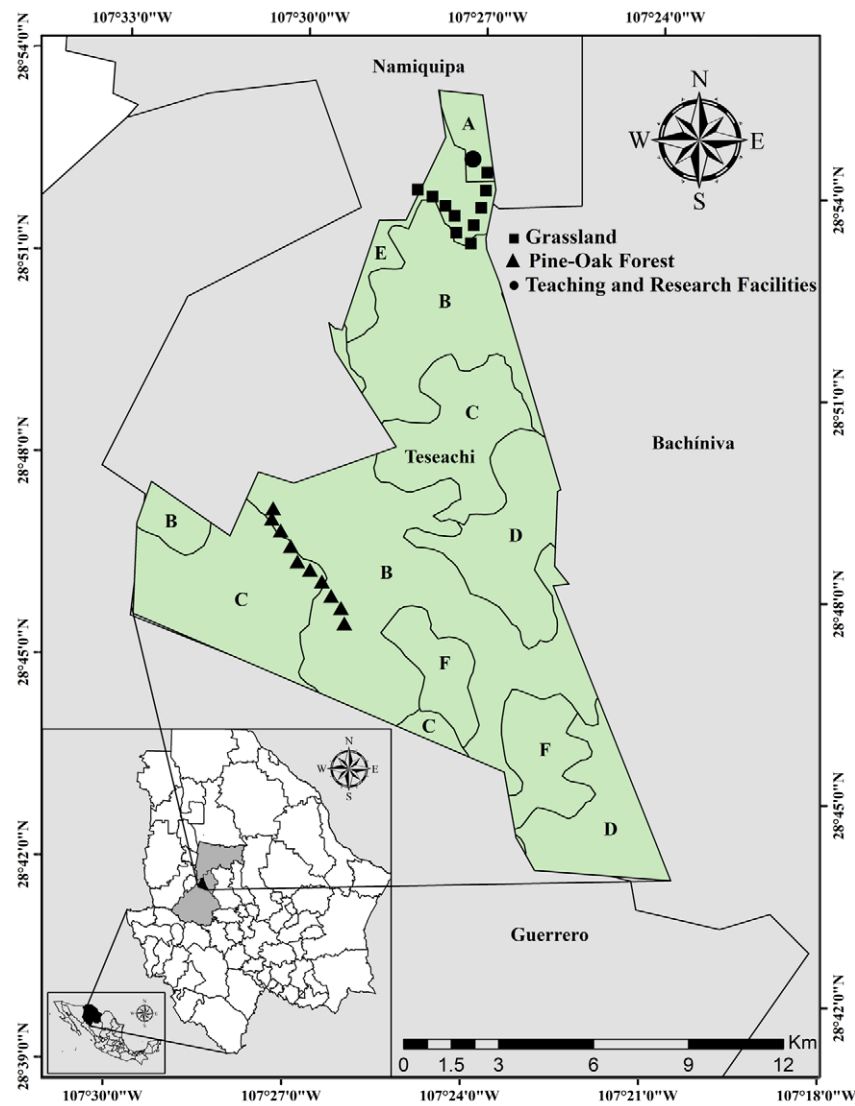 107°33'0"W 107°30'0"W 107°27'0"W 107°24'0"W
28°54'0"N
Namiquipa
N
W E
S
A
28°54'0"N
Grassland
28°51'0"N
E
Pine-Oak Forest
Teaching and Research Facilities
B
C
28°51'0"N
Bachíniva
28°48'0"N
Teseachi
B
D
B
C
28°48'0"N
28°45'0"N
F
C
F
N
W E
S
28°45'0"N
D
28°42'0"N
Guerrero
28°42'0"N
Km
0 1.5 3 6 9 12
28°39'0"N
107°30'0"W 107°27'0"W 107°24'0"W 107°21'0"W 107°18'0"W